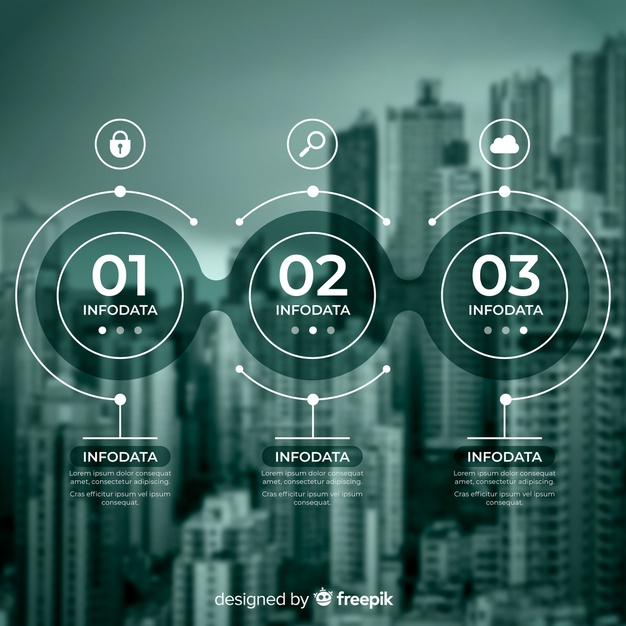 01
INFODATA
02
INFODATA
03
INFODATA
INFODATA
Lorem ipsum dolor consequat
amet, consectetur adipiscing.
Cras efficitur ipsum vel ipsum
consequat.
INFODATA
Lorem ipsum dolor consequat
amet, consectetur adipiscing.
Cras efficitur ipsum vel ipsum
consequat.
INFODATA
Lorem ipsum dolor consequat
amet, consectetur adipiscing.
Cras efficitur ipsum vel ipsum
consequat.
designed by freepik